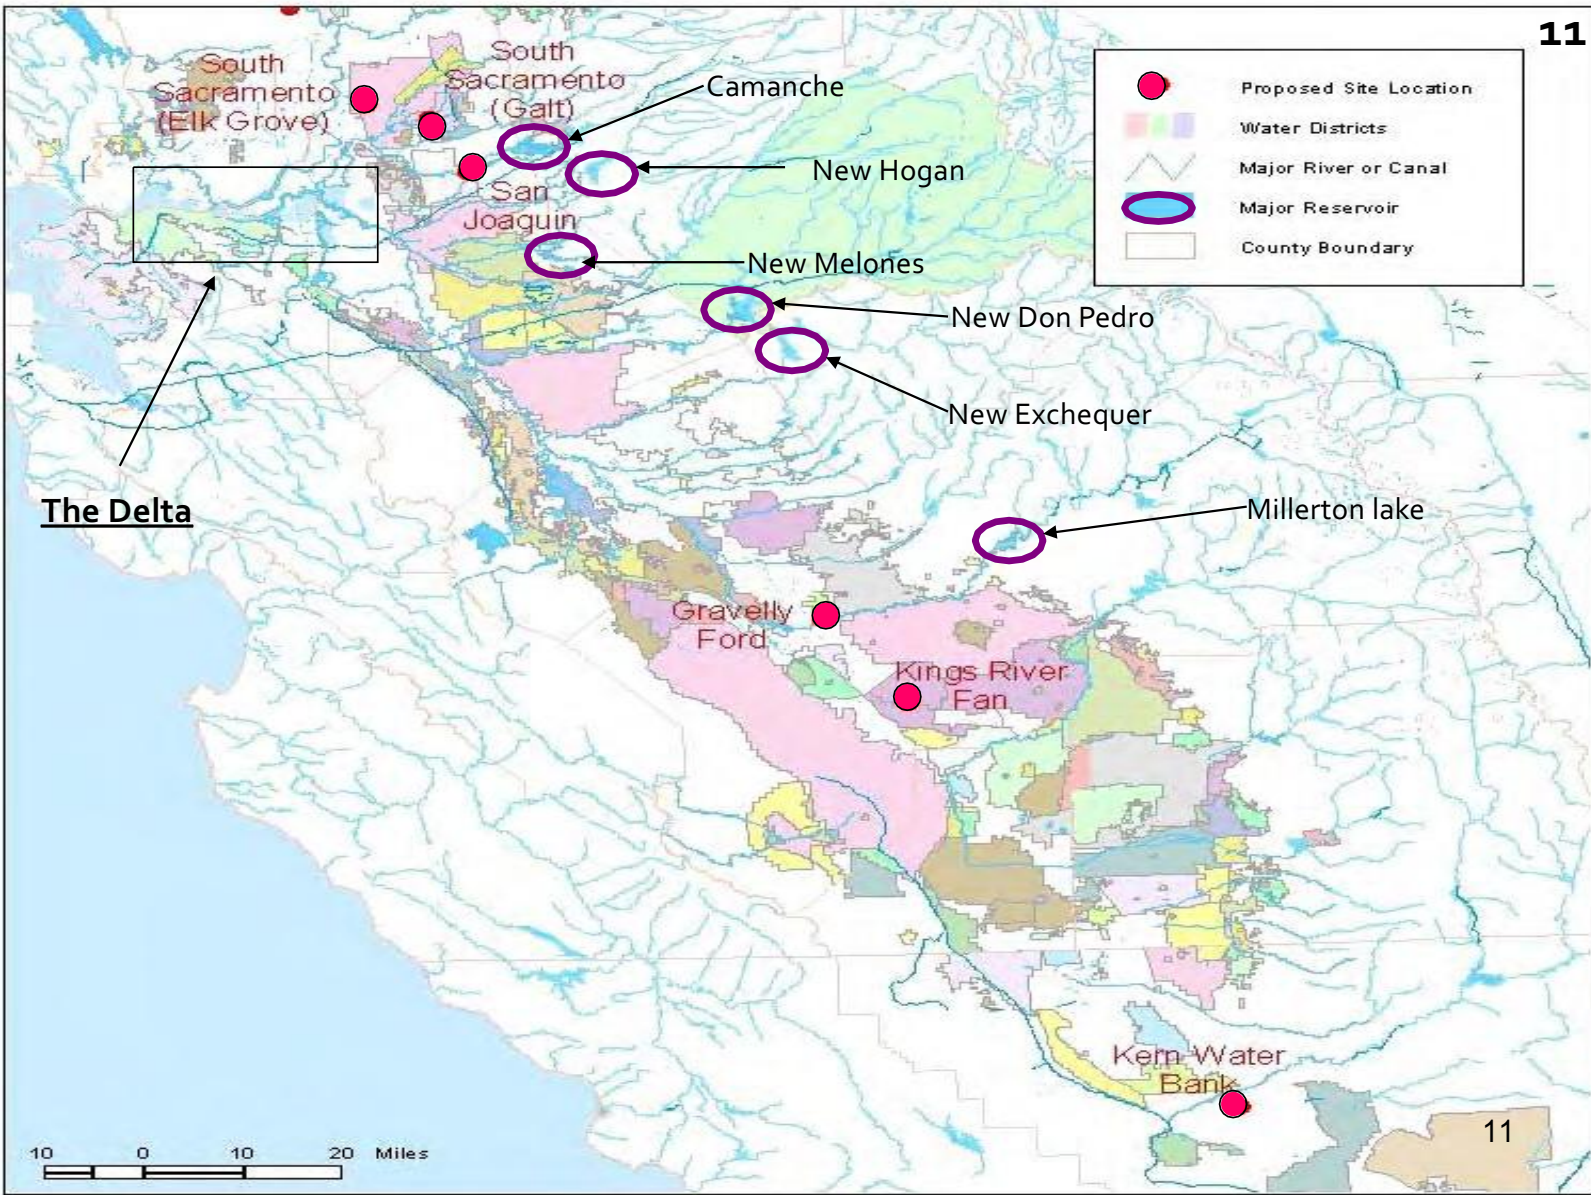 11
South
Sacramento
(Elk Grove)
South
Sacramento
(Galt)
Camanche
New Hogan
San
Joaquin
New Melones
New Don Pedro
New Exchequer
Proposed Site Location
Water Districts
Major River or Canal
Major Reservoir
County Boundary
The Delta
Millerton lake
Gravelly
Ford
Kings River
Fan
Kern Water
Bank
10 0 10 20 Miles
11